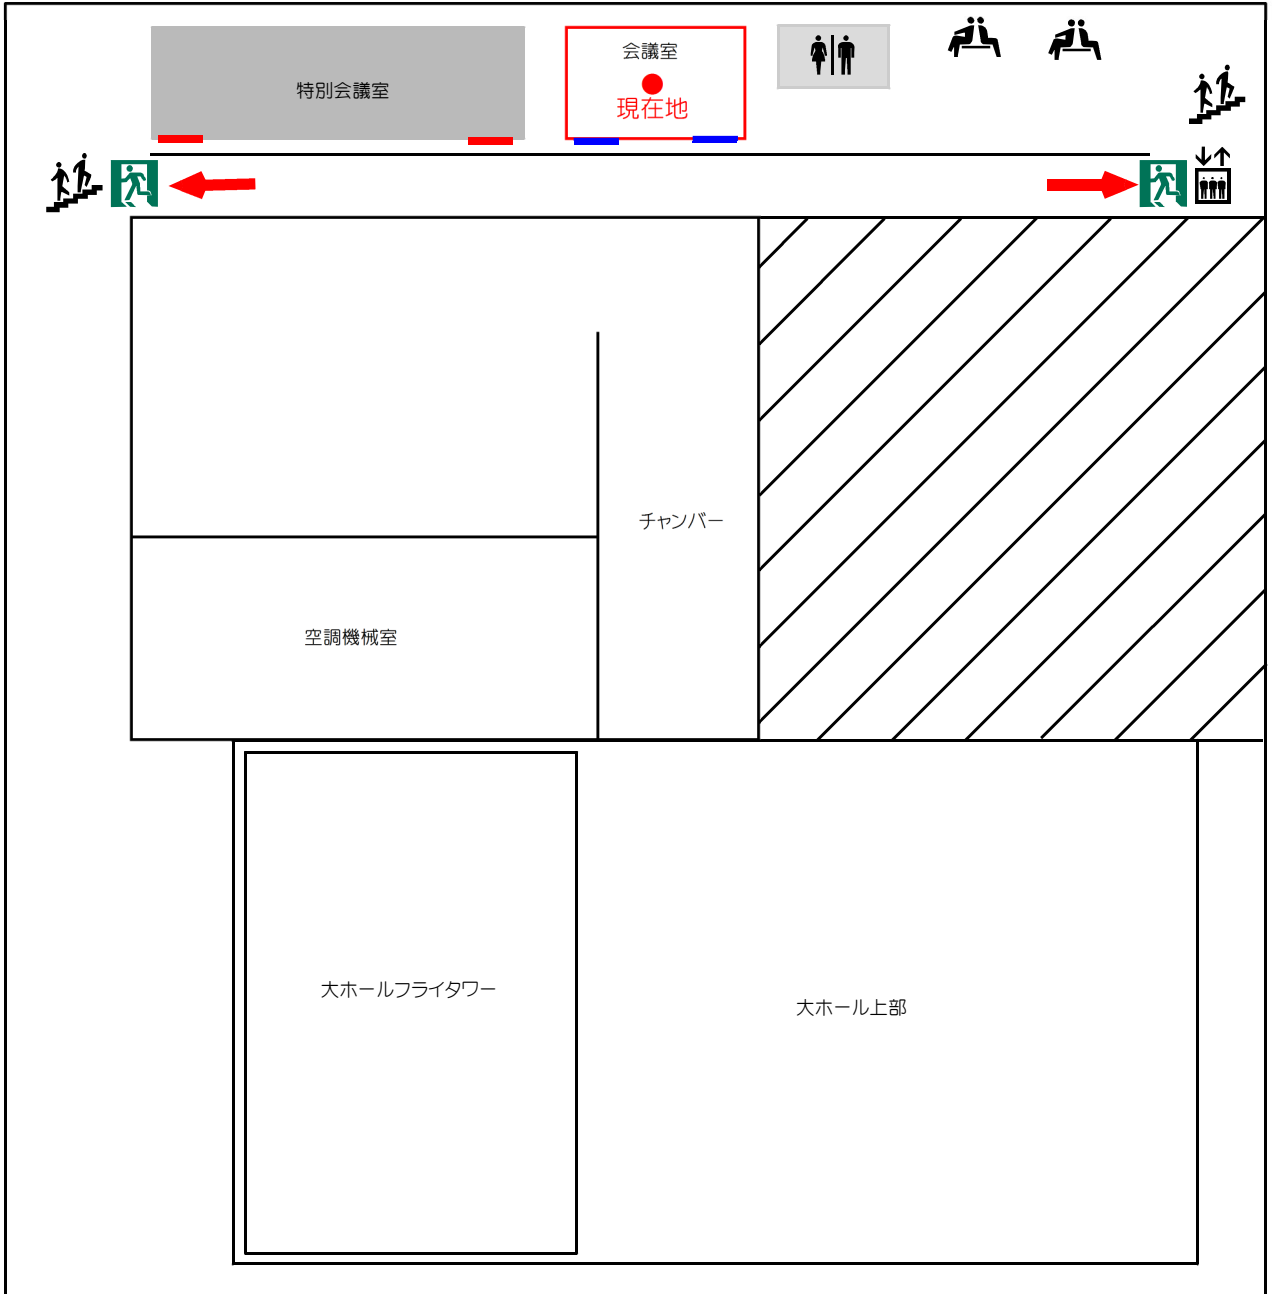 特別会議室
会議室
現在地
チャンバー
空調機械室
大ホールフライタワー
大ホール上部